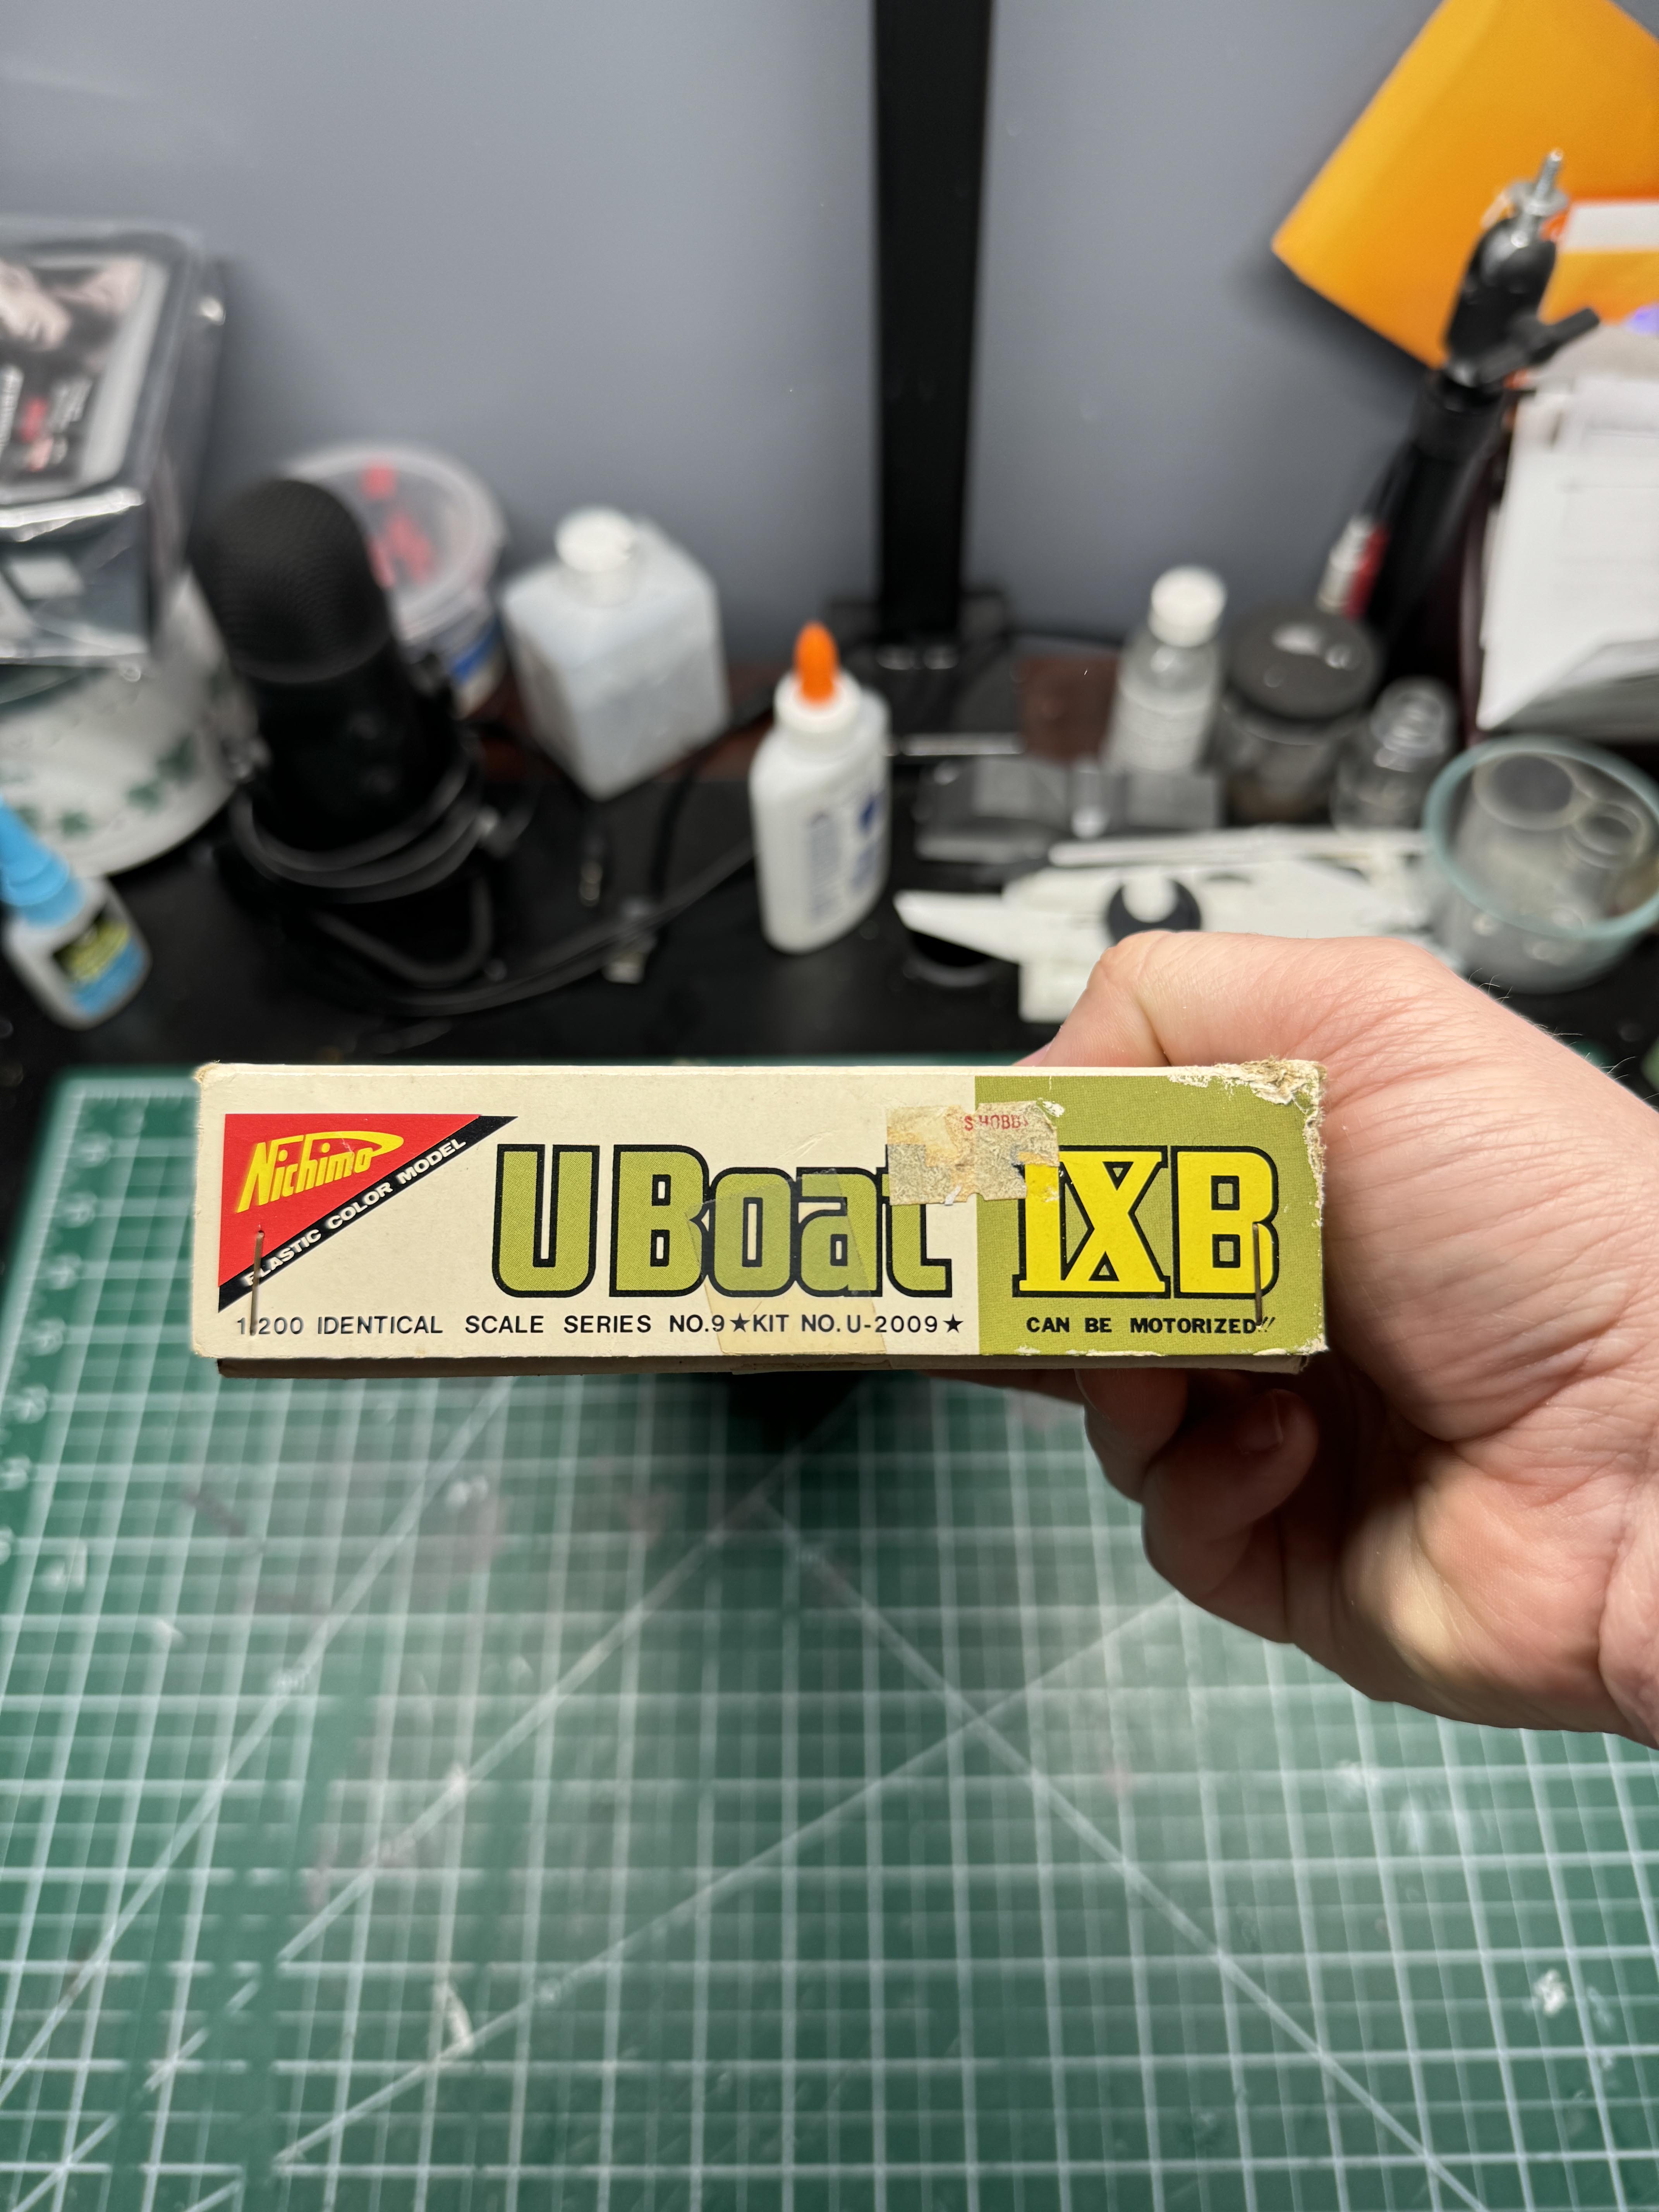 Nichimo
PLASTIC COLOR MODEL
S HOBBY
U Boat IXB
1:200 IDENTICAL SCALE SERIES NO.9★KIT NO.U-2009★
CAN BE MOTORIZED!!